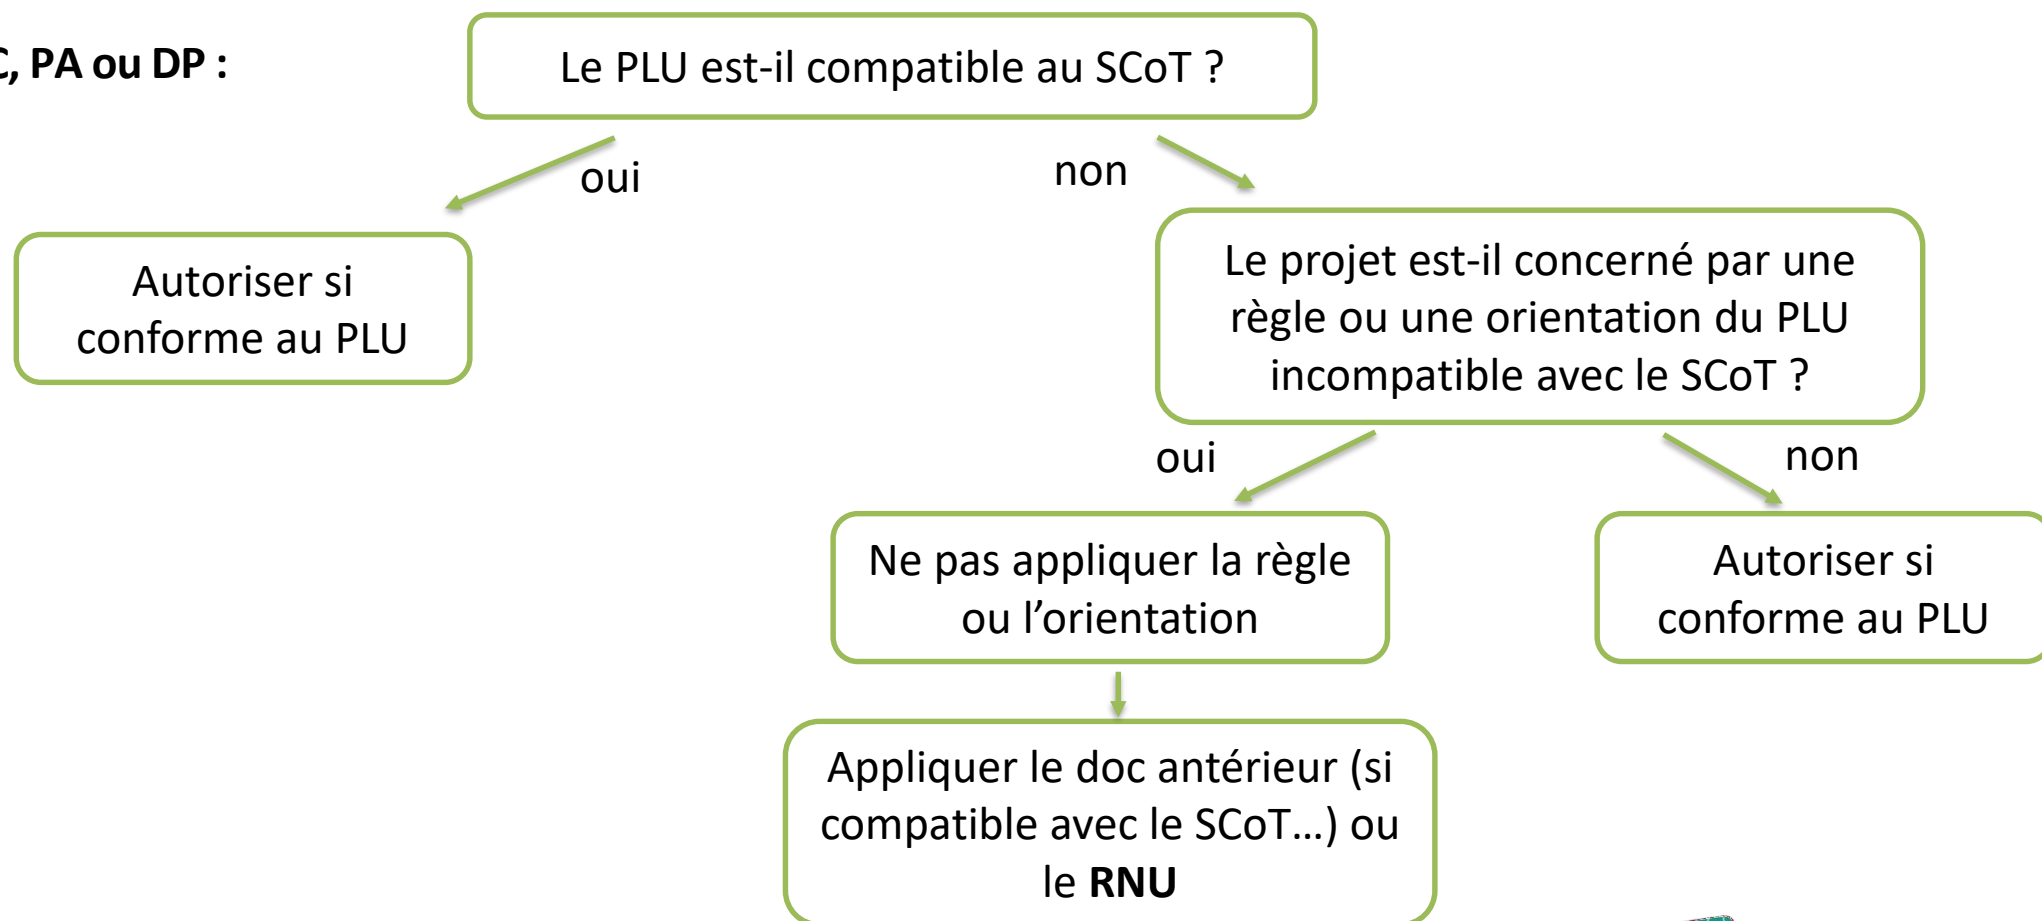 , PA ou DP :
Le PLU est-il compatible au SCoT ?
oui
non
Autoriser si
conforme au PLU
Le projet est-il concerné par une
règle ou une orientation du PLU
incompatible avec le SCoT ?
oui
non
Ne pas appliquer la règle
ou l’orientation
Autoriser si
conforme au PLU
Appliquer le doc antérieur (si
compatible avec le SCoT…) ou
le RNU